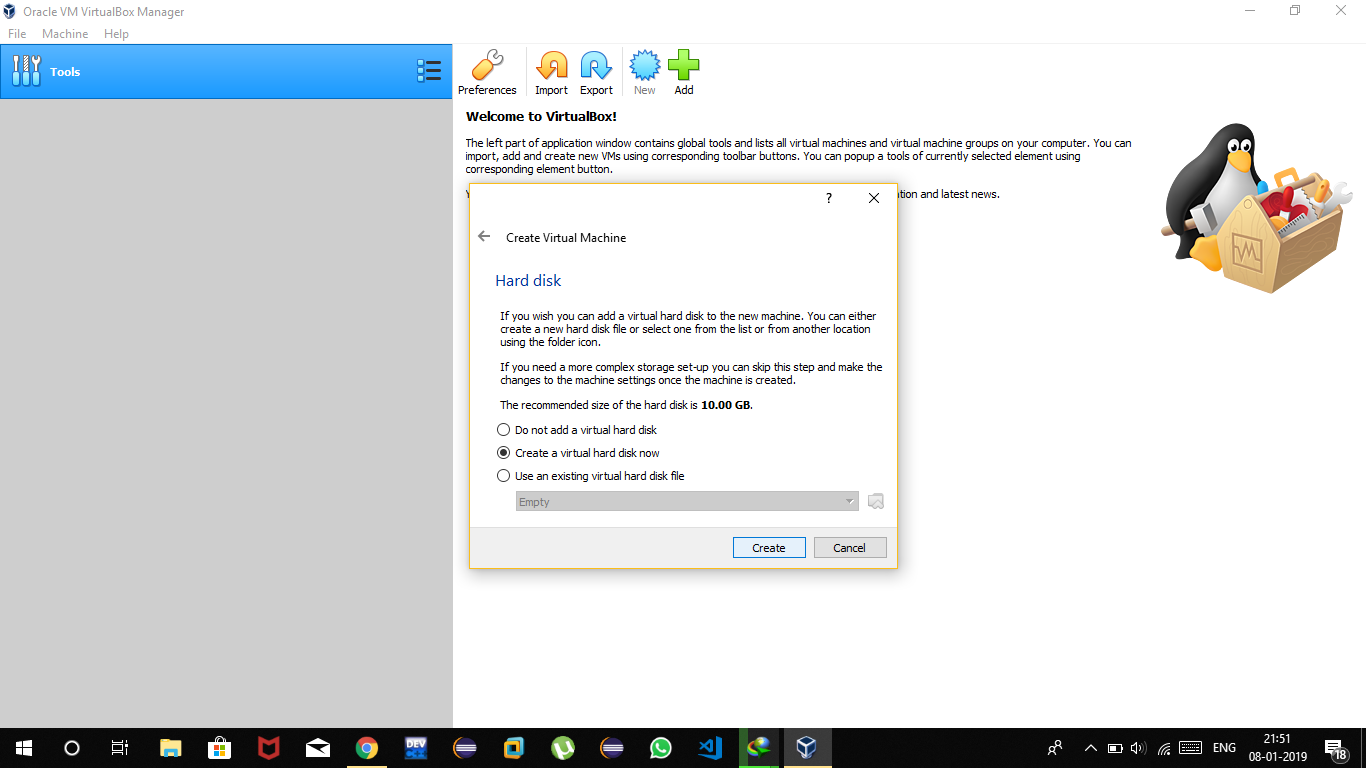 Oracle VM VirtualBox Manager
File Machine Help
Tools
Preferences Import Export New Add
Welcome to VirtualBox!
The left part of application window contains global tools and lists all virtual machines and virtual machine groups on your computer. You can
import, add and create new VMs using corresponding toolbar buttons. You can popup a tools of currently selected element using
corresponding element button.
tion and latest news.
?
Create Virtual Machine
Hard disk
If you wish you can add a virtual hard disk to the new machine. You can either
create a new hard disk file or select one from the list or from another location
using the folder icon.
If you need a more complex storage set-up you can skip this step and make the
changes to the machine settings once the machine is created.
The recommended size of the hard disk is 10.00 GB.
Do not add a virtual hard disk
Create a virtual hard disk now
Use an existing virtual hard disk file
Empty
Create Cancel
DEV
ENG
21:51
08-01-2019
18